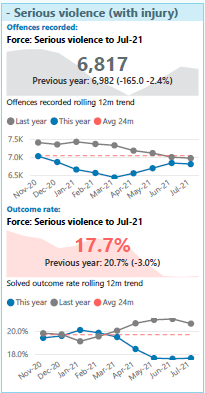 - Serious violence (with injury)
Offences recorded:
Force: Serious violence to Jul-21
6,817
Previous year: 6,982 (-165.0 -2.4%)
Offences recorded rolling 12m trend
Last year This year Avg 24m
7.5K
7.0K
6.5K
Nov-20 Dec-20 Jan-21 Feb-21 Mar-21 Apr-21 May-21 Jun-21 Jul-21
Outcome rate:
Force: Serious violence to Jul-21
17.7%
Previous year: 20.7% (-3.0%)
Solved outcome rate rolling 12m trend
This year Last year Avg 24m
20.0%
18.0%
Nov-20 Dec-20 Jan-21 Feb-21 Mar-21 Apr-21 May-21 Jun-21 Jul-21